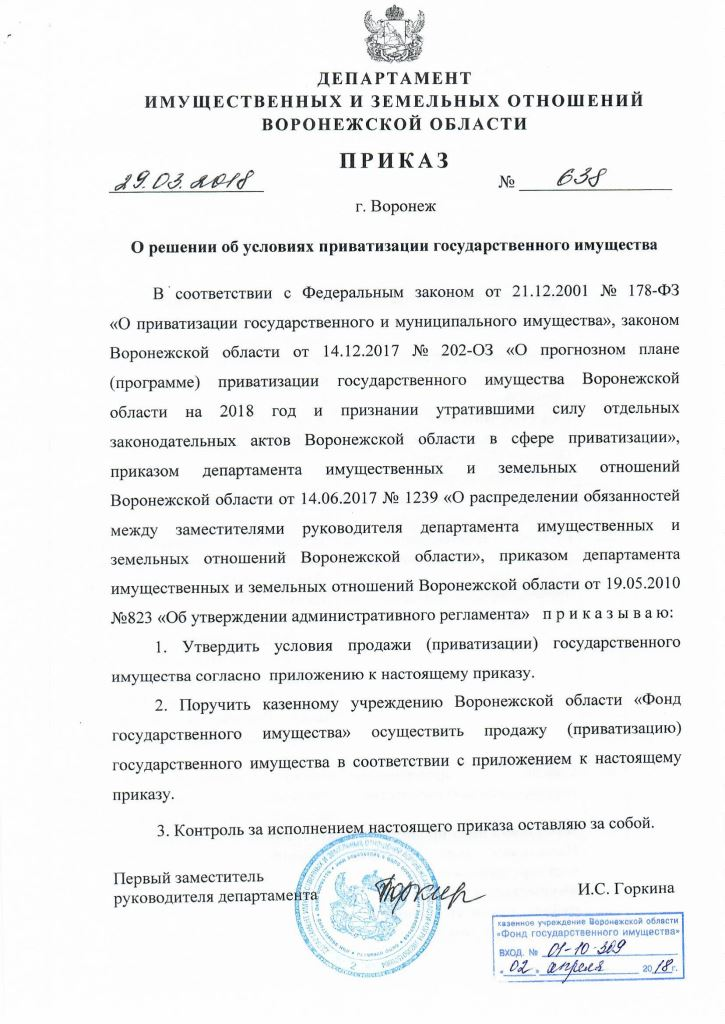 ДЕПАРТАМЕНТ
ИМУЩЕСТВЕННЫХ И ЗЕМЕЛЬНЫХ ОТНОШЕНИЙ
ВОРОНЕЖСКОЙ ОБЛАСТИ
ПРИКАЗ
29.03.2018 № 638
г. Воронеж
О решении об условиях приватизации государственного имущества
В соответствии с Федеральным законом от 21.12.2001 № 178-ФЗ
«О приватизации государственного и муниципального имущества», законом
Воронежской области от 14.12.2017 № 202-ОЗ «О прогнозном плане
(программе) приватизации государственного имущества Воронежской
области на 2018 год и признании утратившими силу отдельных
законодательных актов Воронежской области в сфере приватизации»,
приказом департамента имущественных и земельных отношений
Воронежской области от 14.06.2017 № 1239 «О распределении обязанностей
между заместителями руководителя департамента имущественных и
земельных отношений Воронежской области», приказом департамента
имущественных и земельных отношений Воронежской области от 19.05.2010
№823 «Об утверждении административного регламента» п р и к а з ы в а ю:
1. Утвердить условия продажи (приватизации) государственного
имущества согласно приложению к настоящему приказу.
2. Поручить казенному учреждению Воронежской области «Фонд
государственного имущества» осуществить продажу (приватизацию)
государственного имущества в соответствии с приложением к настоящему
приказу.
3. Контроль за исполнением настоящего приказа оставляю за собой.
Первый заместитель
руководителя департамента И.С. Горкина
казенное учреждение Воронежской области
«Фонд государственного имущества»
ВХОД. № 01-10-309
«02» апреля 2018г.